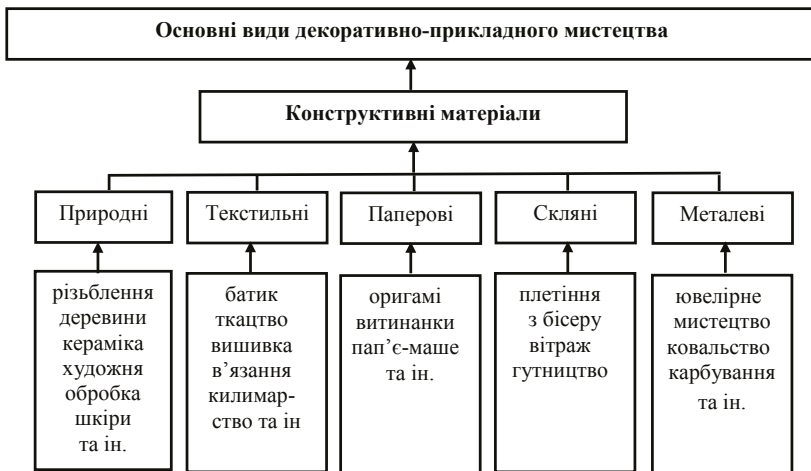 Основні види декоративно-прикладного мистецтва
Конструктивні матеріали
Природні
Текстильні
Паперові
Скляні
Металеві
різьблення
деревини
кераміка
художня
обробка
шкіри
та ін.
батик
ткацтво
вишивка
в’язання
килимар-
ство та ін
оригамі
витинанки
пап’є-маше
та ін.
плетіння
з бісеру
вітраж
гутництво
ювелірне
мистецтво
ковальство
карбування
та ін.